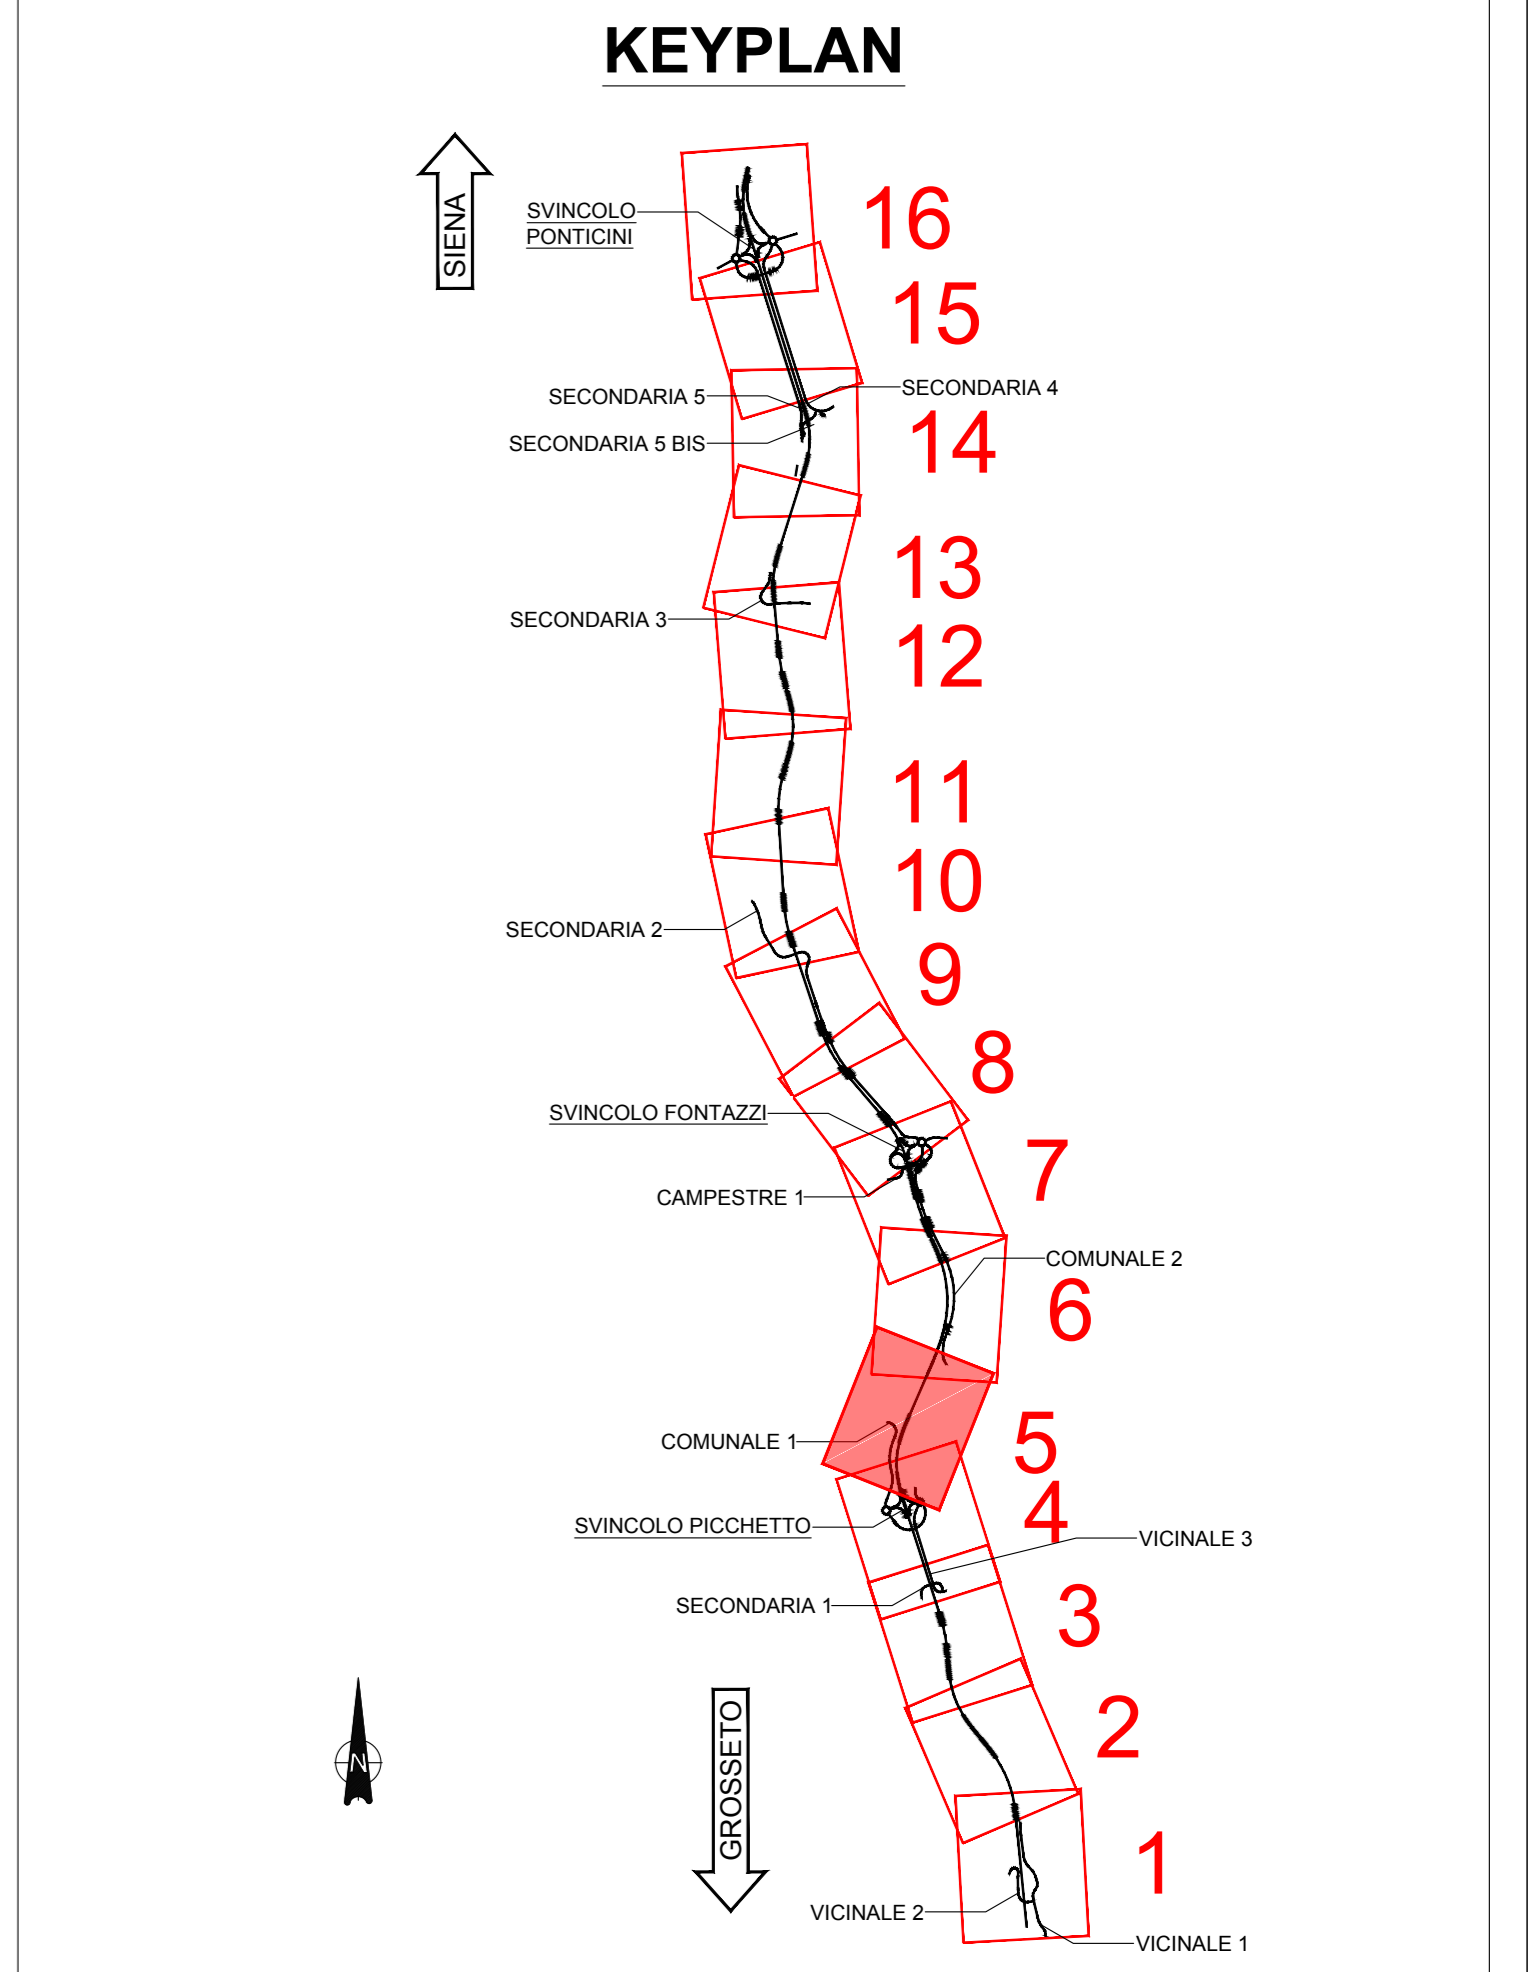 KEYPLAN
SIENA
SVINCOLO
PONTICINI
16
15
SECONDARIA 5
SECONDARIA 4
SECONDARIA 5 BIS
14
13
SECONDARIA 3
12
11
10
SECONDARIA 2
9
8
SVINCOLO FONTAZZI
7
CAMPESTRE 1
COMUNALE 2
6
COMUNALE 1
5
4
SVINCOLO PICCHETTO
VICINALE 3
SECONDARIA 1
3
2
N
GROSSETO
1
VICINALE 2
VICINALE 1